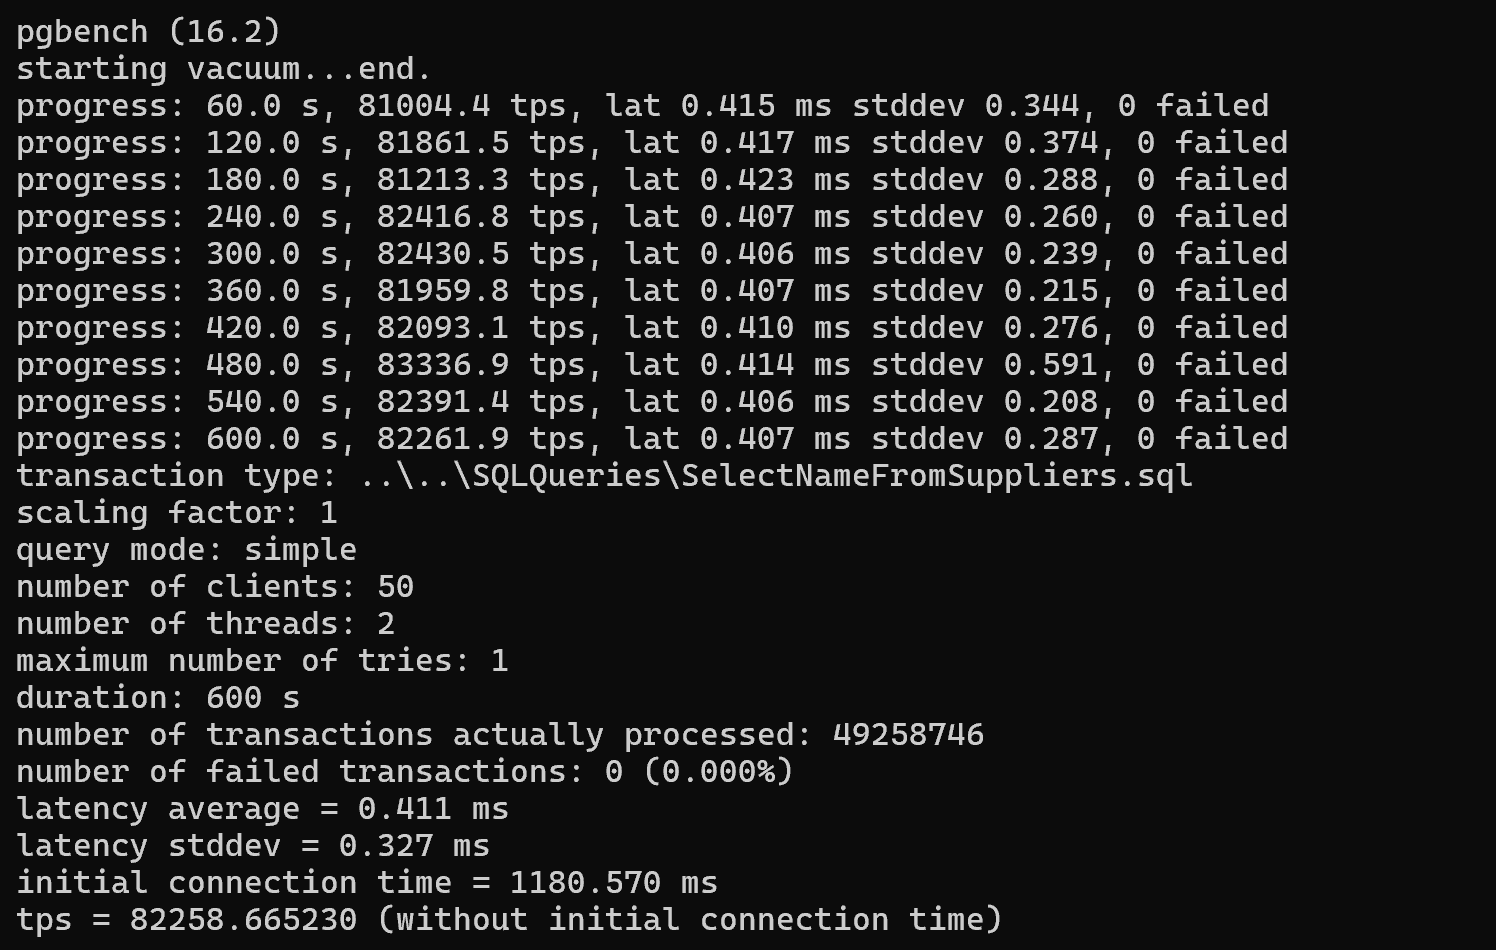 pgbench (16.2)
starting vacuum...end.
progress: 60.0 s, 81004.4 tps, lat 0.415 ms stddev 0.344, 0 failed
progress: 120.0 s, 81861.5 tps, lat 0.417 ms stddev 0.374, 0 failed
progress: 180.0 s, 81213.3 tps, lat 0.423 ms stddev 0.288, 0 failed
progress: 240.0 s, 82416.8 tps, lat 0.407 ms stddev 0.260, 0 failed
progress: 300.0 s, 82430.5 tps, lat 0.406 ms stddev 0.239, 0 failed
progress: 360.0 s, 81959.8 tps, lat 0.407 ms stddev 0.215, 0 failed
progress: 420.0 s, 82093.1 tps, lat 0.410 ms stddev 0.276, 0 failed
progress: 480.0 s, 83336.9 tps, lat 0.414 ms stddev 0.591, 0 failed
progress: 540.0 s, 82391.4 tps, lat 0.406 ms stddev 0.208, 0 failed
progress: 600.0 s, 82261.9 tps, lat 0.407 ms stddev 0.287, 0 failed
transaction type: ..\..\SQLQueries\SelectNameFromSuppliers.sql
scaling factor: 1
query mode: simple
number of clients: 50
number of threads: 2
maximum number of tries: 1
duration: 600 s
number of transactions actually processed: 49258746
number of failed transactions: 0 (0.000%)
latency average = 0.411 ms
latency stddev = 0.327 ms
initial connection time = 1180.570 ms
tps = 82258.665230 (without initial connection time)